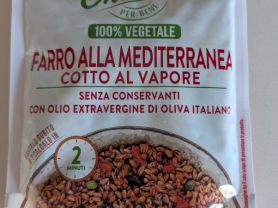 PER BENE
100% VEGETALE
FARRO ALLA MEDITERRANEA
COTTO AL VAPORE
SENZA CONSERVANTI
CON OLIO EXTRAVERGINE DI OLIVA ITALIANO
2
MINUTI